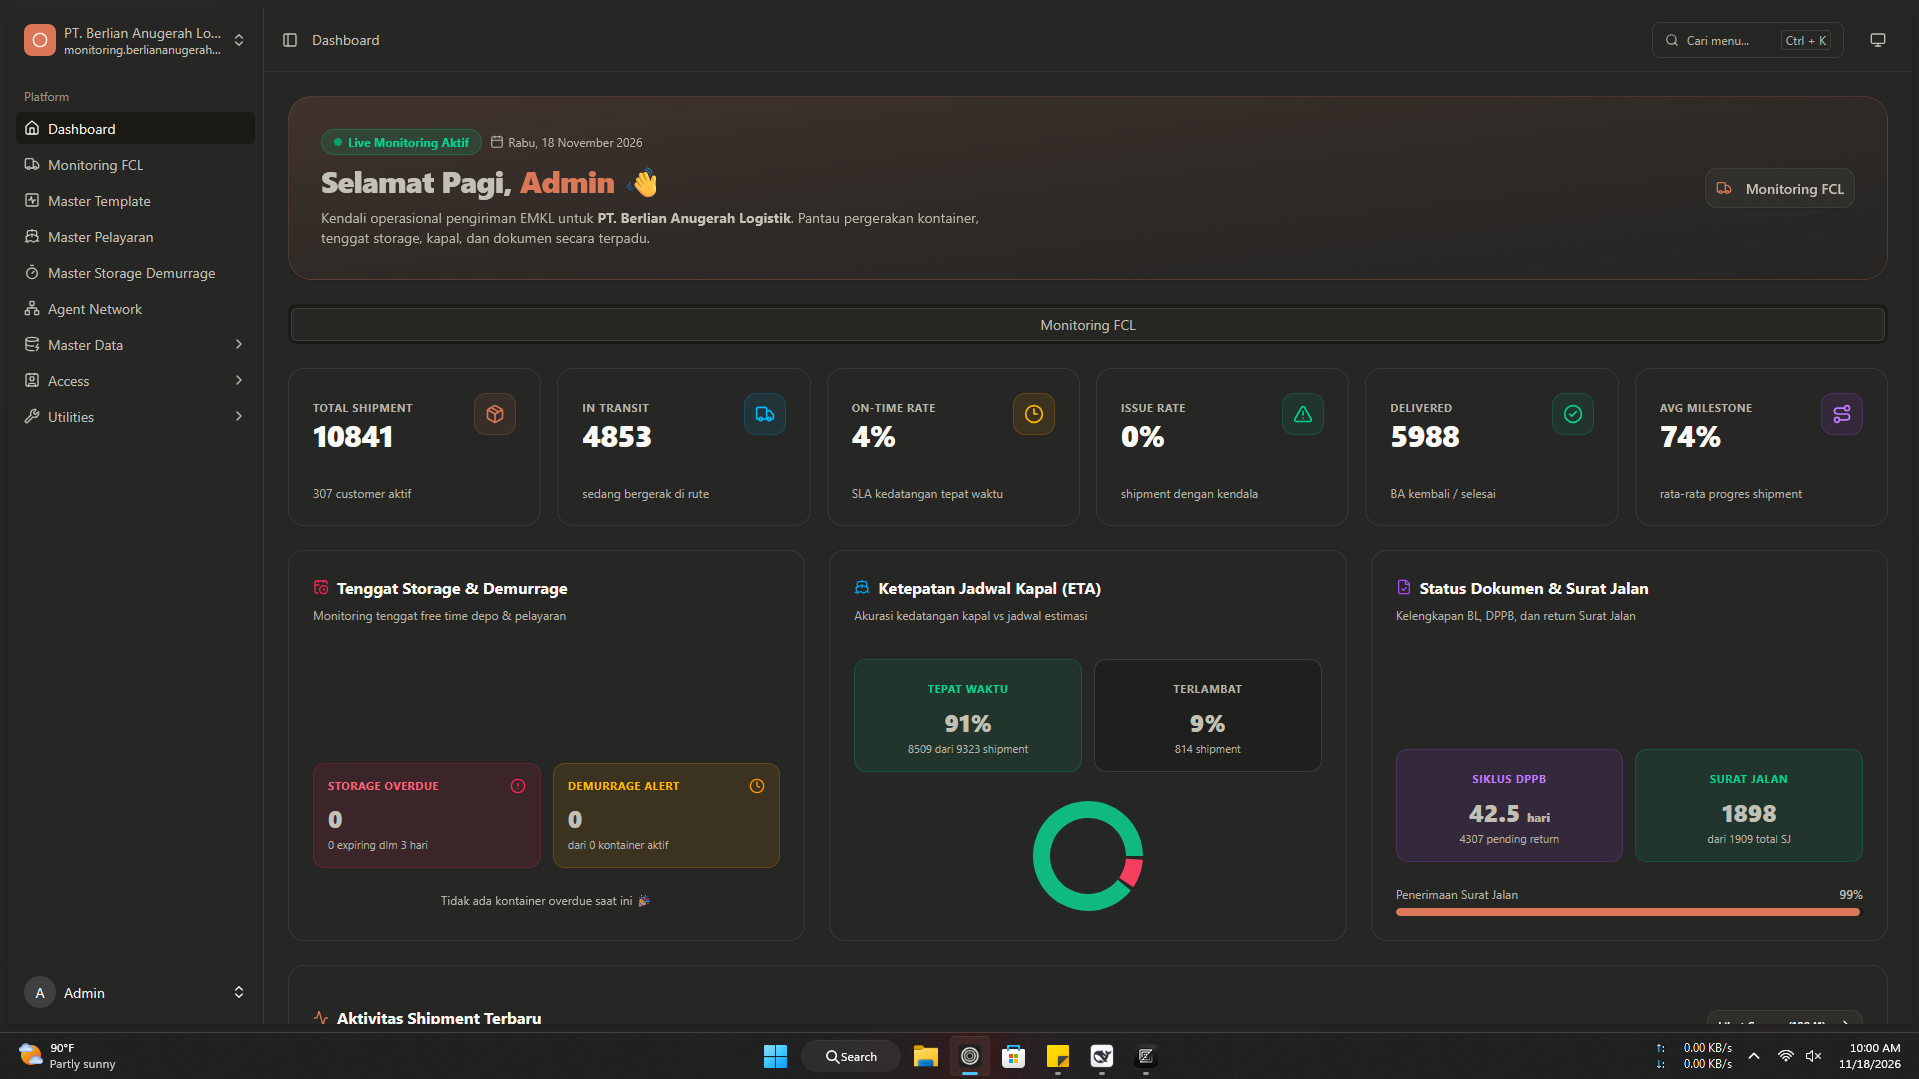 PT. Berlian Anugerah Lo...
monitoring.berliananugerah...
Platform
Dashboard
Monitoring FCL
Master Template
Master Pelayaran
Master Storage Demurrage
Agent Network
Master Data
Access
Utilities
A
Admin
Dashboard
Cari menu...
Ctrl + K
Live Monitoring Aktif
Rabu, 18 November 2026
Selamat Pagi, Admin 👋
Kendali operasional pengiriman EMKL untuk PT. Berlian Anugerah Logistik. Pantau pergerakan kontainer,
tenggat storage, kapal, dan dokumen secara terpadu.
Monitoring FCL
Monitoring FCL
TOTAL SHIPMENT
10841
307 customer aktif
IN TRANSIT
4853
sedang bergerak di rute
ON-TIME RATE
4%
SLA kedatangan tepat waktu
ISSUE RATE
0%
shipment dengan kendala
DELIVERED
5988
BA kembali / selesai
AVG MILESTONE
74%
rata-rata progres shipment
Tenggat Storage & Demurrage
Monitoring tenggat free time depo & pelayaran
STORAGE OVERDUE
0
0 expiring dlm 3 hari
DEMURRAGE ALERT
0
dari 0 kontainer aktif
Tidak ada kontainer overdue saat ini 🎉
Ketepatan Jadwal Kapal (ETA)
Akurasi kedatangan kapal vs jadwal estimasi
TEPAT WAKTU
91%
8509 dari 9323 shipment
TERLAMBAT
9%
814 shipment
Status Dokumen & Surat Jalan
Kelengkapan BL, DPPB, dan return Surat Jalan
SIKLUS DPPB
42.5 hari
4307 pending return
SURAT JALAN
1898
dari 1909 total SJ
Penerimaan Surat Jalan
99%
Aktivitas Shipment Terbaru
90°F
Partly sunny
Search
0.00 KB/s
0.00 KB/s
10:00 AM
11/18/2026